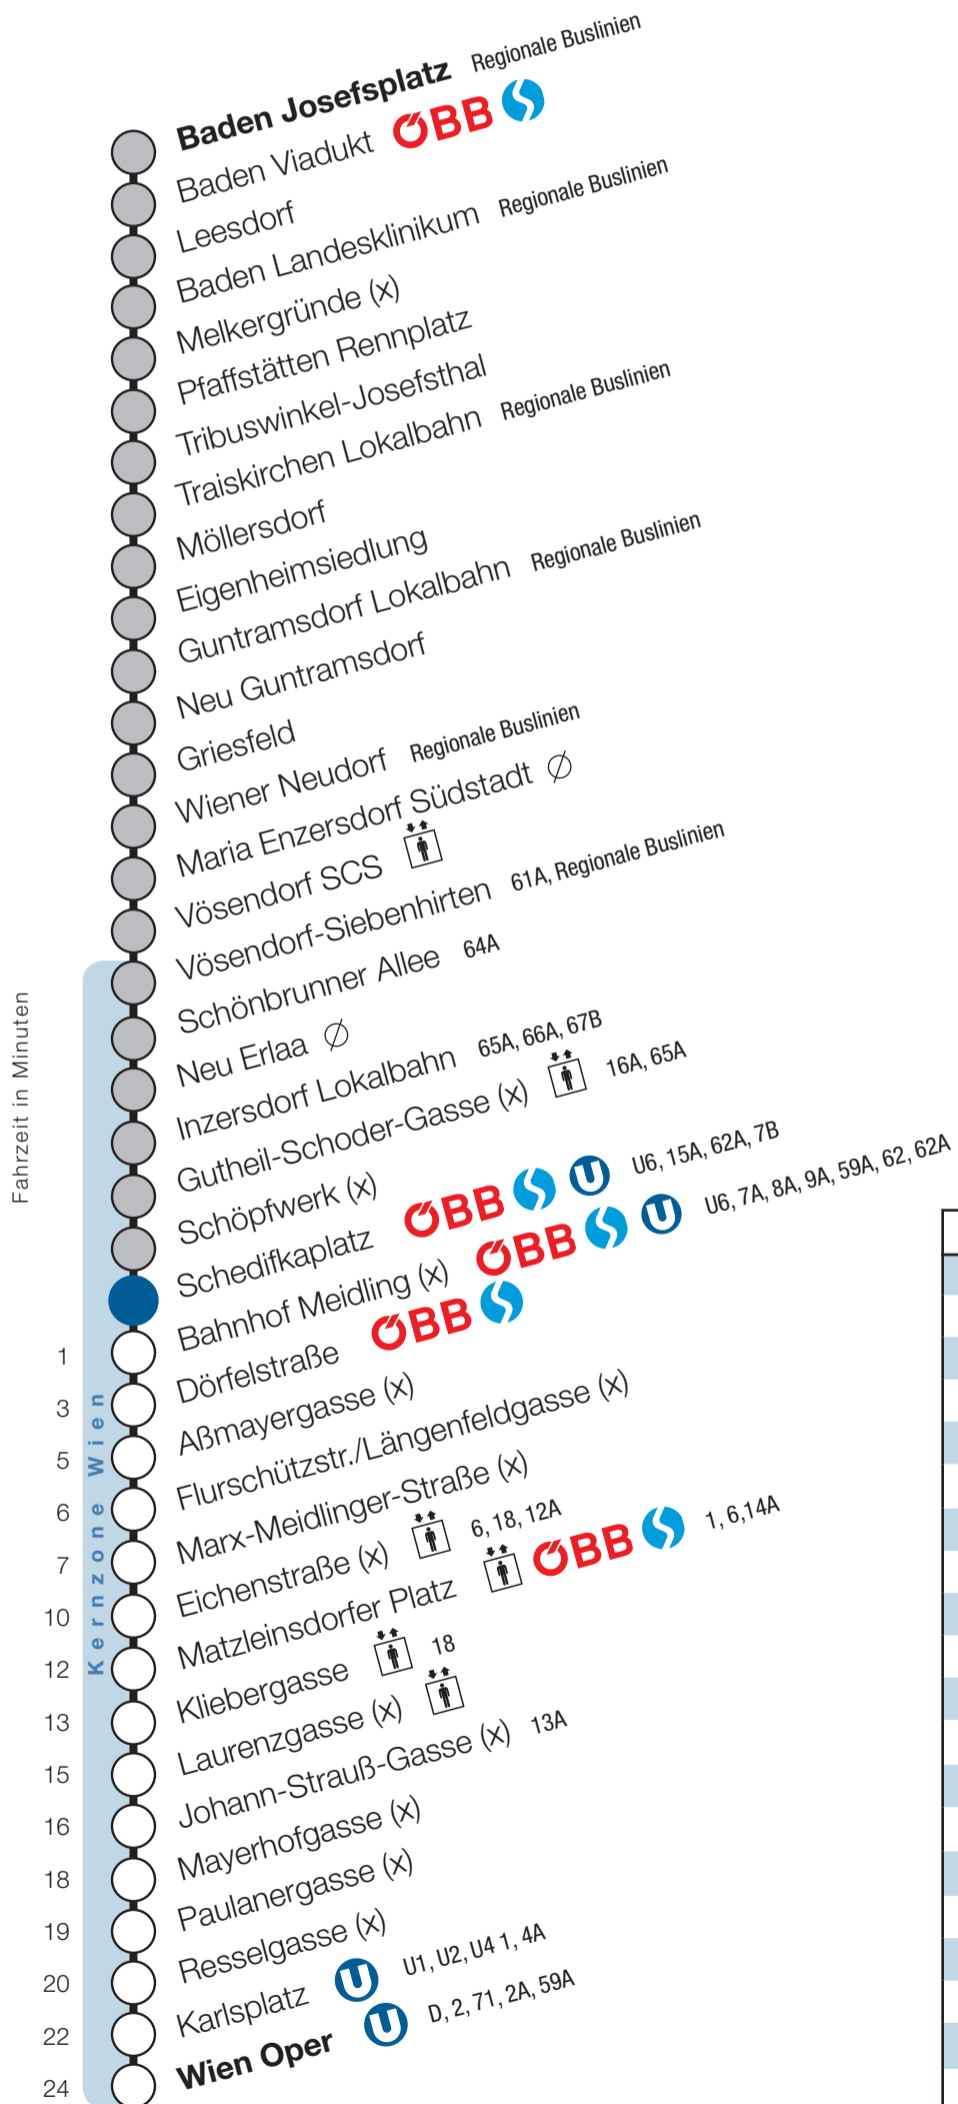 Baden Josefsplatz Regionale Buslinien
Baden Viadukt ÖBB
Leesdorf
Baden Landesklinikum Regionale Buslinien
Melkergründe (x)
Pfaffstätten Rennplatz
Tribuswinkel-Josefsthal
Traiskirchen Lokalbahn Regionale Buslinien
Möllersdorf
Eigenheimsiedlung
Guntramsdorf Lokalbahn Regionale Buslinien
Neu Guntramsdorf
Griesfeld
Wiener Neudorf Regionale Buslinien
Maria Enzersdorf Südstadt ∅
Vösendorf SCS
Vösendorf-Siebenhirten 61A, Regionale Buslinien
Schönbrunner Allee 64A
Neu Erlaa ∅
Inzersdorf Lokalbahn 65A, 66A, 67B
Gutheil-Schoder-Gasse (x) 16A, 65A
Schöpfwerk (x)
Schedifkaplatz ÖBB U U6, 15A, 62A, 7B
Bahnhof Meidling (x) ÖBB U U6, 7A, 8A, 9A, 59A, 62, 62A
Dörfelstraße ÖBB
Aßmayergasse (x)
Flurschützstr./Längenfeldgasse (x)
Marx-Meidlinger-Straße (x)
Eichenstraße (x) 6, 18, 12A
Matzleinsdorfer Platz ÖBB 1, 6,14A
Kliebergasse 18
Laurenzgasse (x)
Johann-Strauß-Gasse (x) 13A
Mayerhofgasse (x)
Paulanergasse (x)
Resselgasse (x)
Karlsplatz U U1, U2, U4 1, 4A
Wien Oper U D, 2, 71, 2A, 59A
Fahrzeit in Minuten
Kernzone Wien
1
3
5
6
7
10
12
13
15
16
18
19
20
22
24